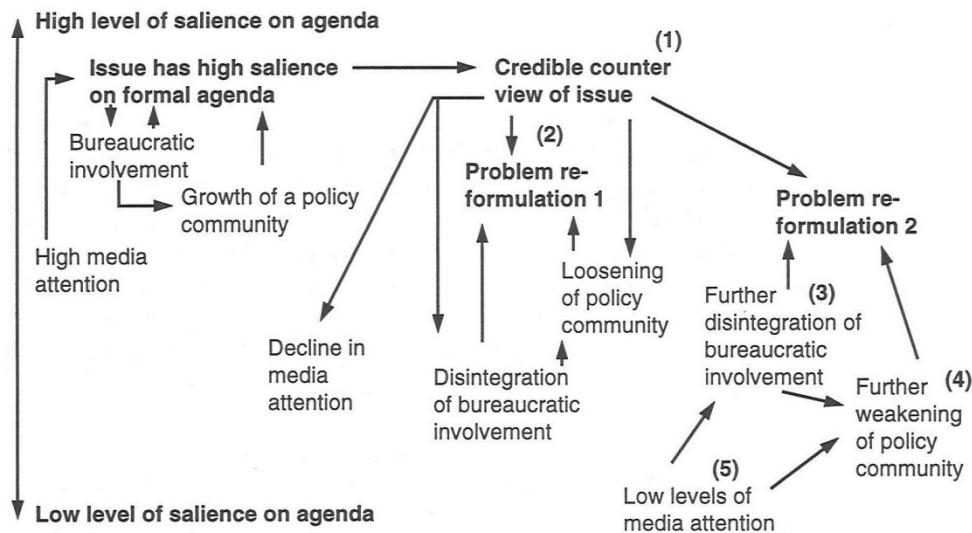 High level of salience on agenda
(1)
Issue has high salience
on formal agenda
Credible counter
view of issue
Bureaucratic
involvement
(2)
Problem re-
formulation 1
Growth of a policy
community
Problem re-
formulation 2
High media
attention
Loosening
of policy
community
Further (3)
disintegration of
bureaucratic
involvement
Decline in
media
attention
Disintegration
of bureaucratic
involvement
Further (4)
weakening
of policy
community
(5)
Low levels of
media attention
Low level of salience on agenda